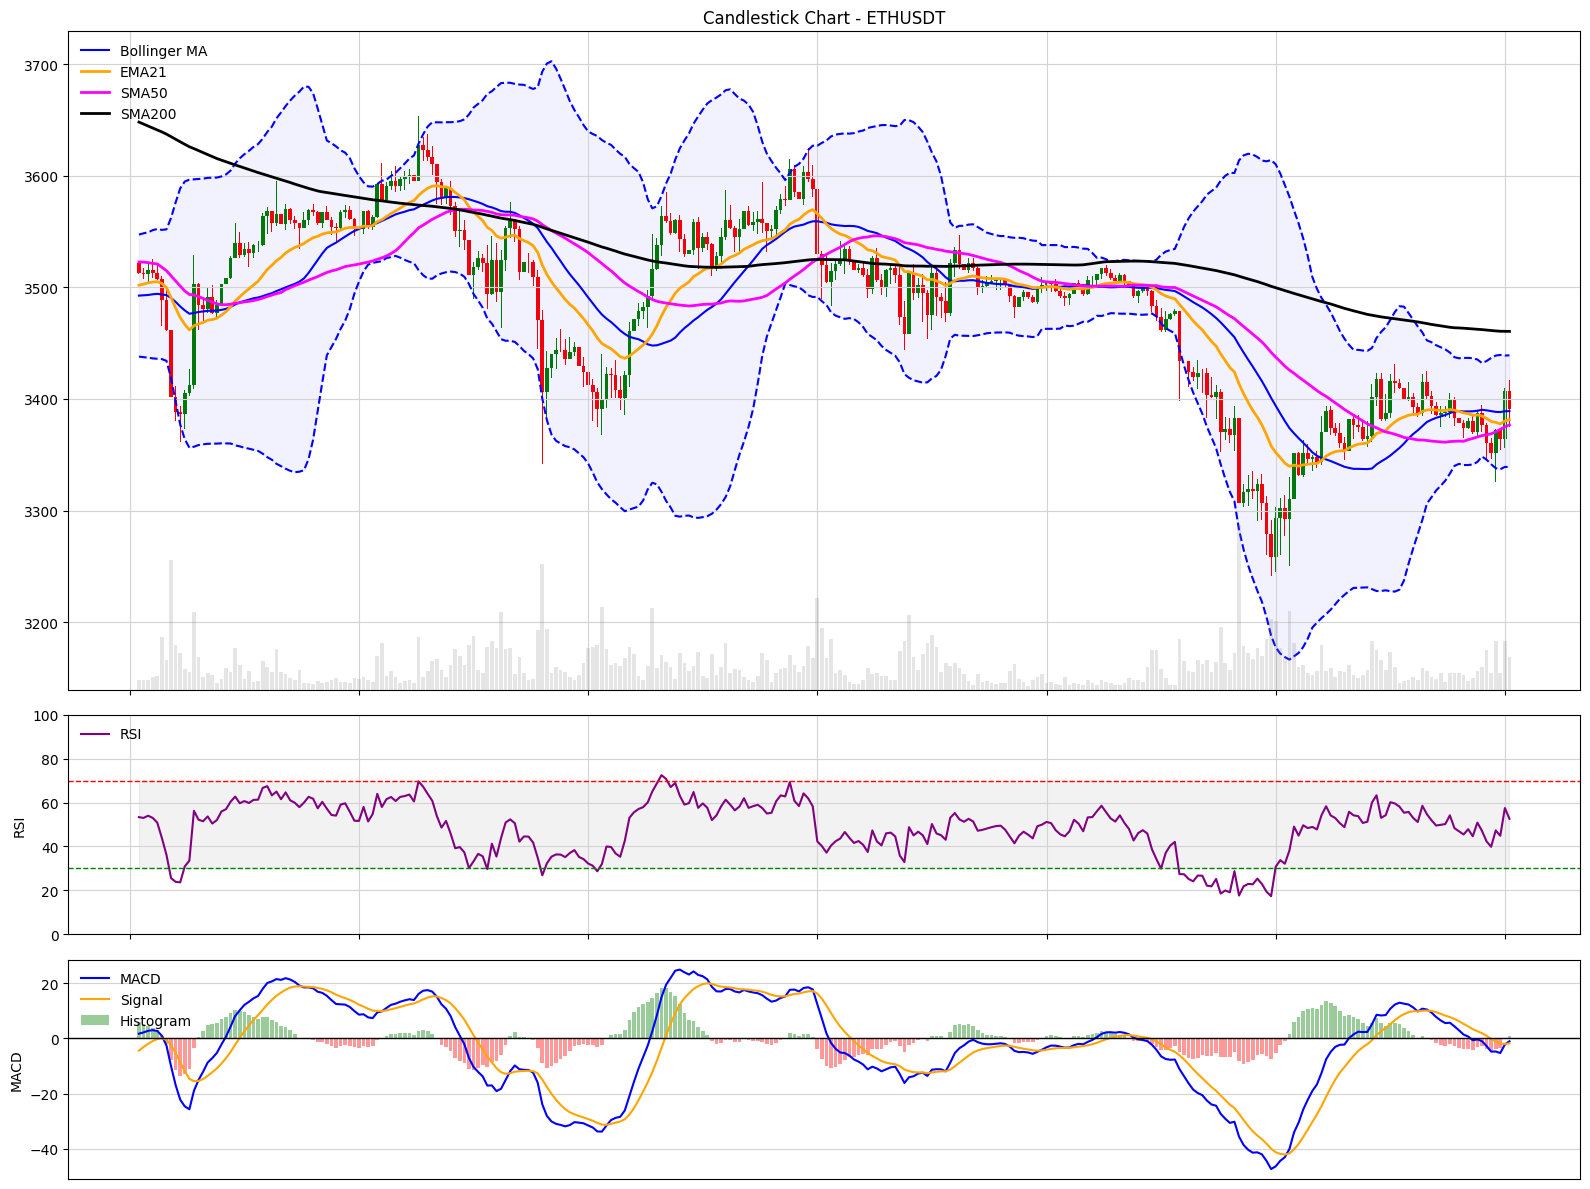 Candlestick Chart - ETHUSDT
Bollinger MA
EMA21
SMA50
SMA200
3700
3600
3500
3400
3300
3200
RSI
100
80
60
40
20
0
RSI
MACD
Signal
Histogram
20
0
−20
−40
MACD